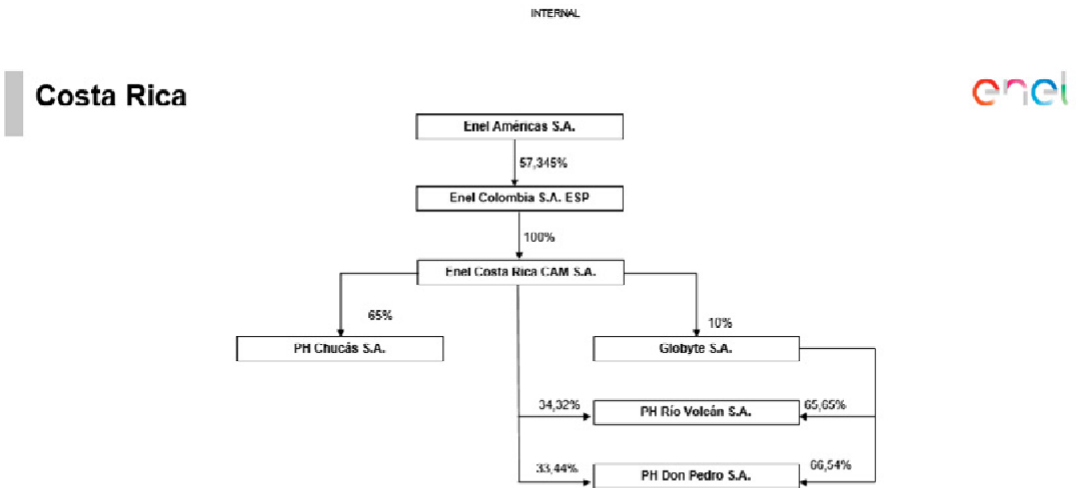 INTERNAL
Costa Rica
enel
Enel Américas S.A.
57,345%
Enel Colombia S.A. ESP
100%
Enel Costa Rica CAM S.A.
65%
10%
PH Chucás S.A.
Globyte S.A.
34,32%
PH Río Volcán S.A.
65,65%
33,44%
PH Don Pedro S.A.
66,54%